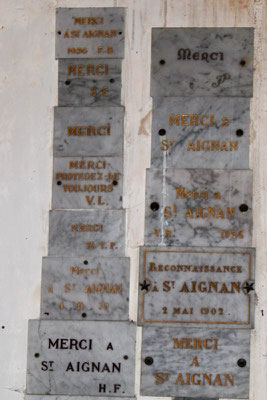 MERCI
A ST AIGNAN
1936 E.D.
MERCI
MERCI
MERCI
PROTEGEZ-NOUS
TOUJOURS
V.L.
MERCI
MERCI
A ST AIGNAN
MERCI A
ST AIGNAN
H.F.
MERCI
MERCI A
ST AIGNAN
MERCI A
ST AIGNAN
RECONNAISSANCE
A ST AIGNAN
2 MAI 1902
MERCI
A
ST AIGNAN